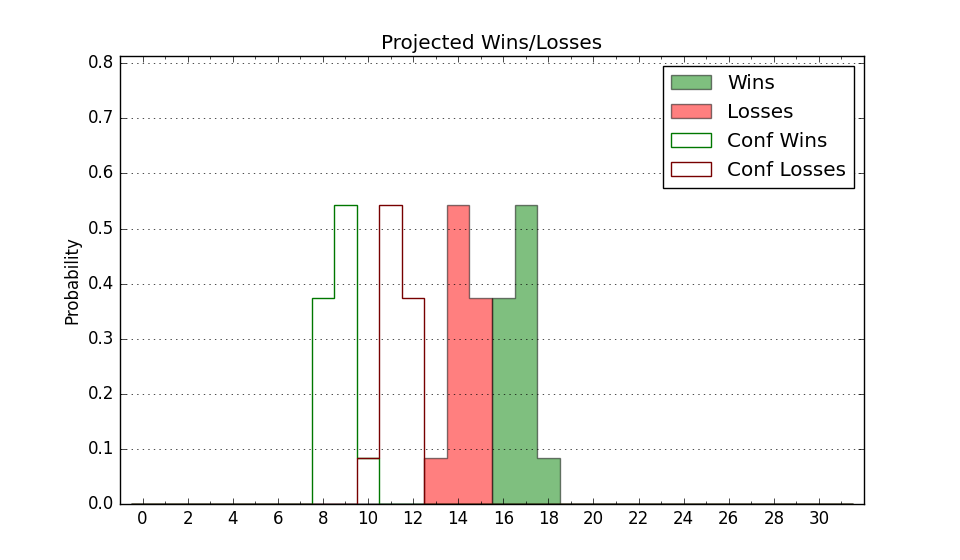 Projected Wins/Losses
0.8
0.7
0.6
0.5
0.4
0.3
0.2
0.1
0.0
Probability
Wins
Losses
Conf Wins
Conf Losses
0 2 4 6 8 10 12 14 16 18 20 22 24 26 28 30